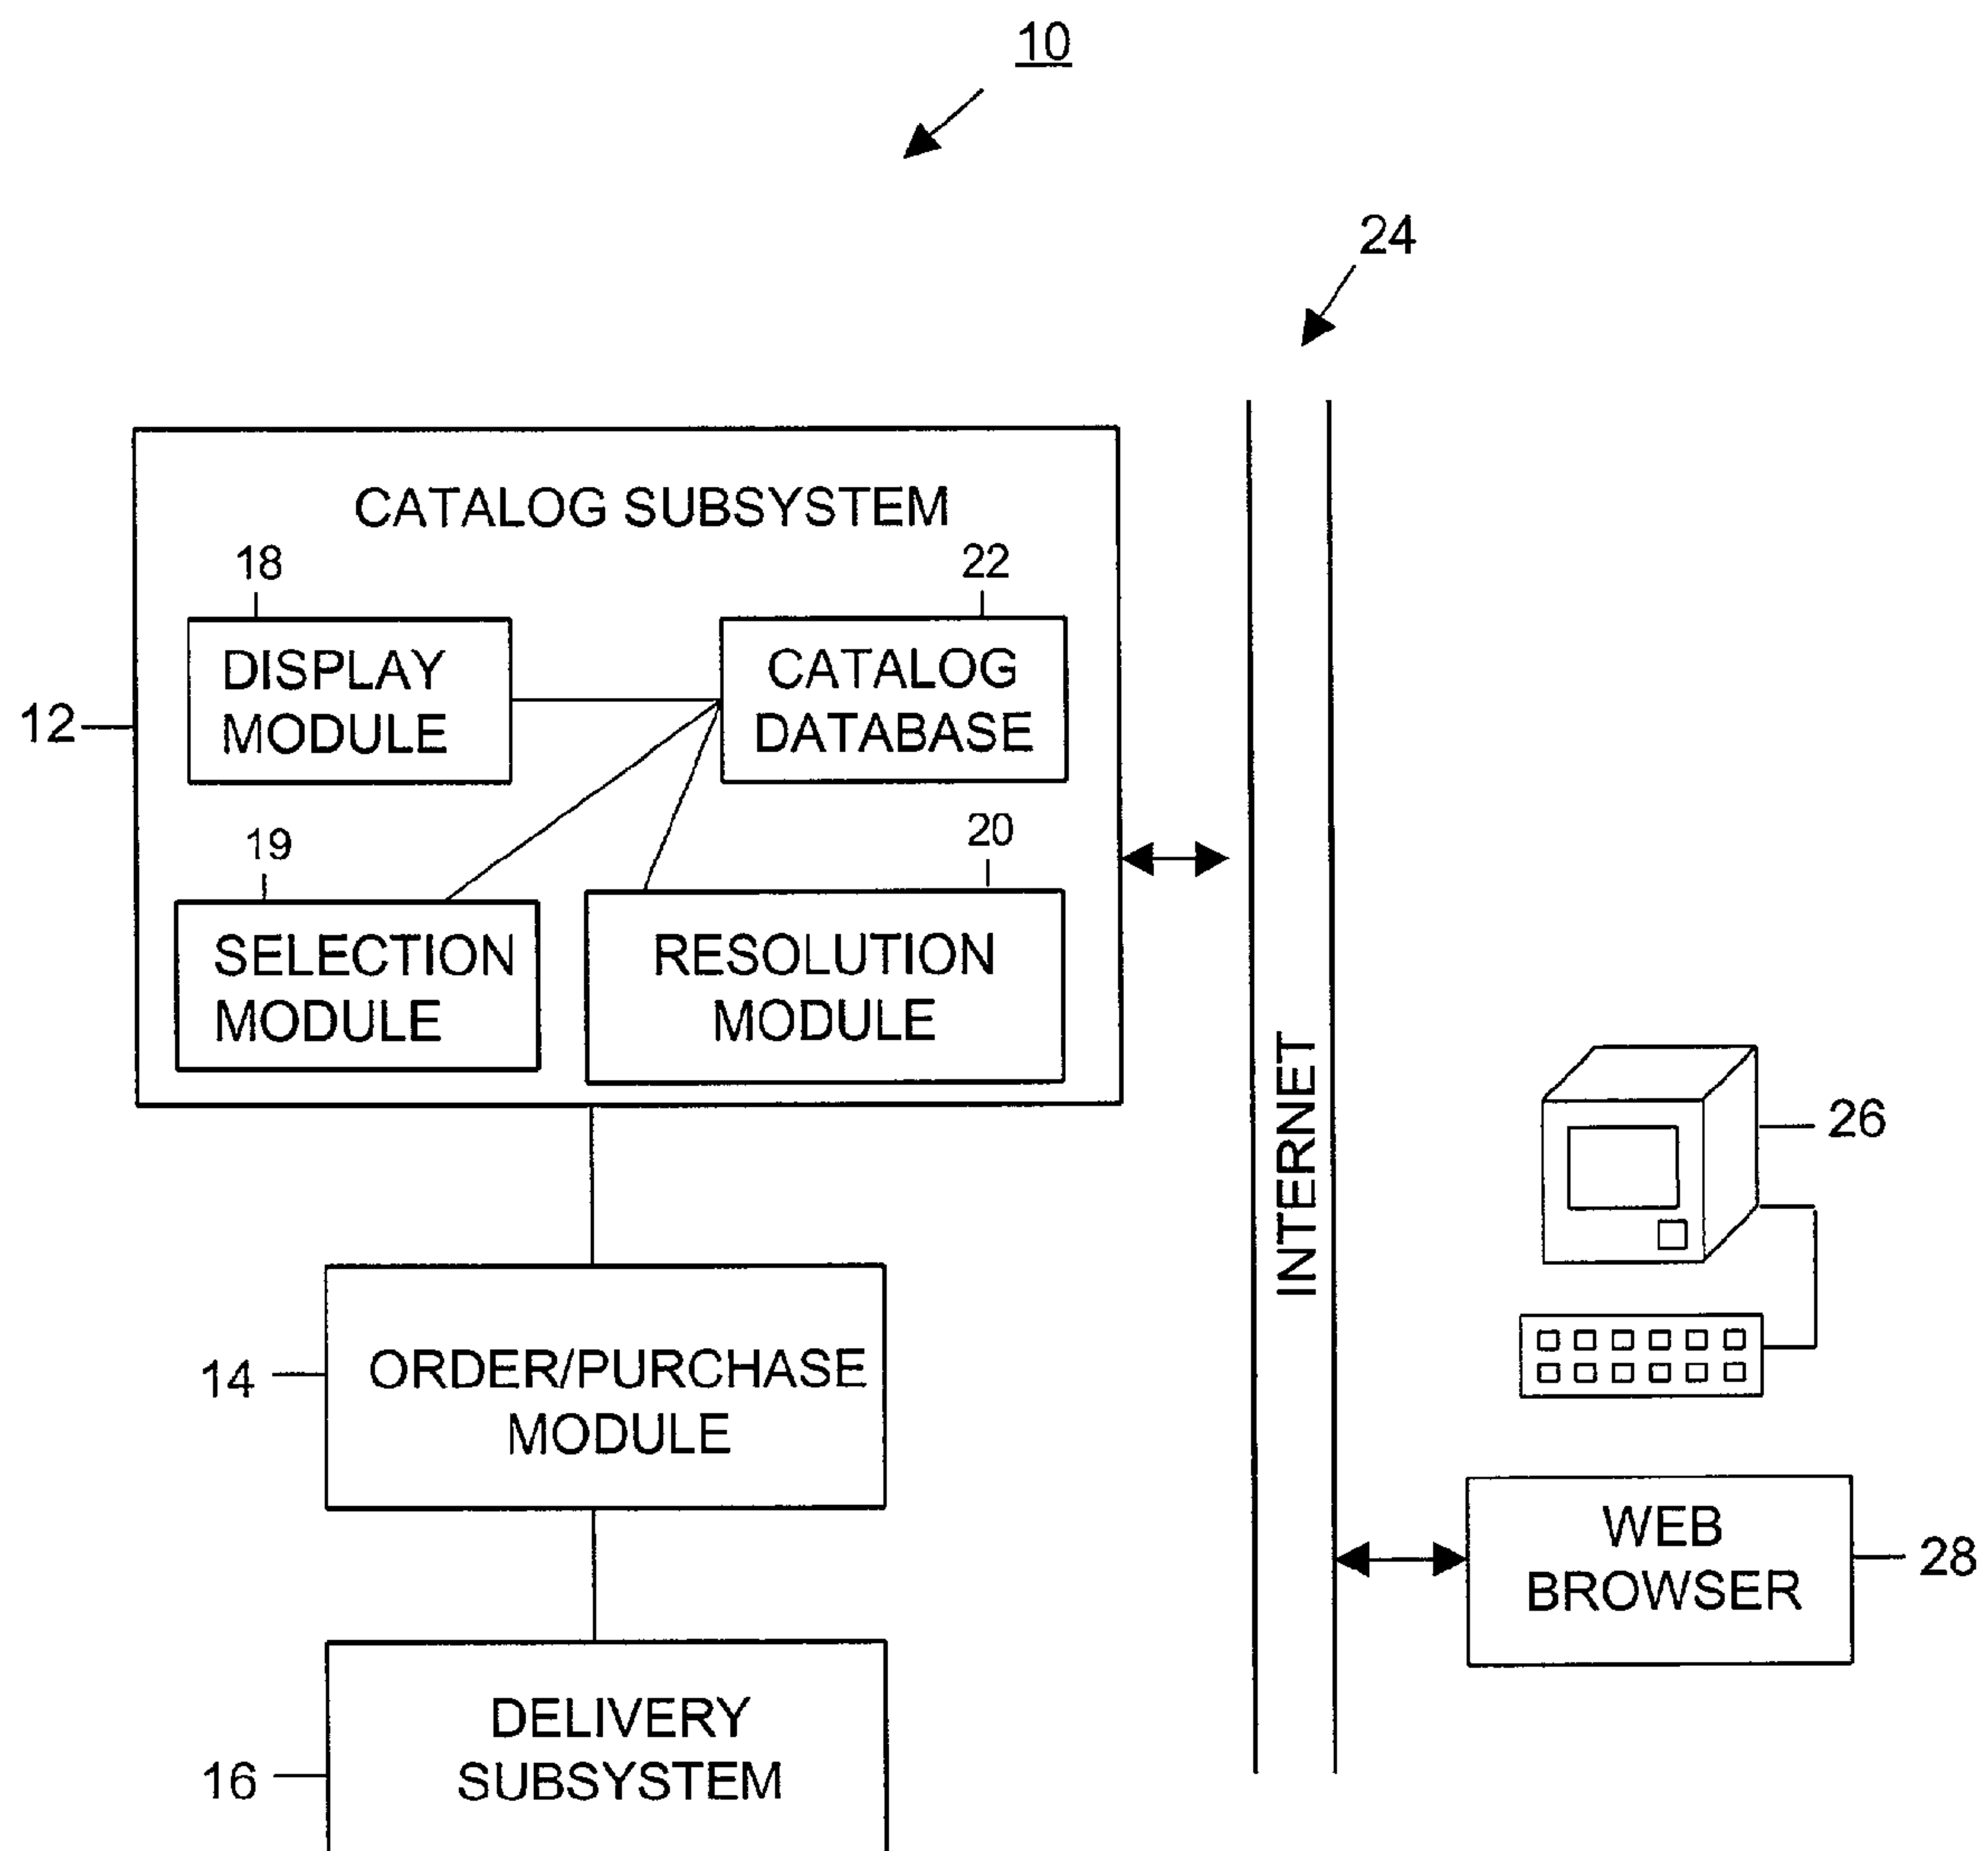 10
24
CATALOG SUBSYSTEM
18
22
DISPLAY
MODULE
CATALOG
DATABASE
12
19
20
SELECTION
MODULE
RESOLUTION
MODULE
INTERNET
26
14
ORDER/PURCHASE
MODULE
WEB
BROWSER
28
DELIVERY
SUBSYSTEM
16